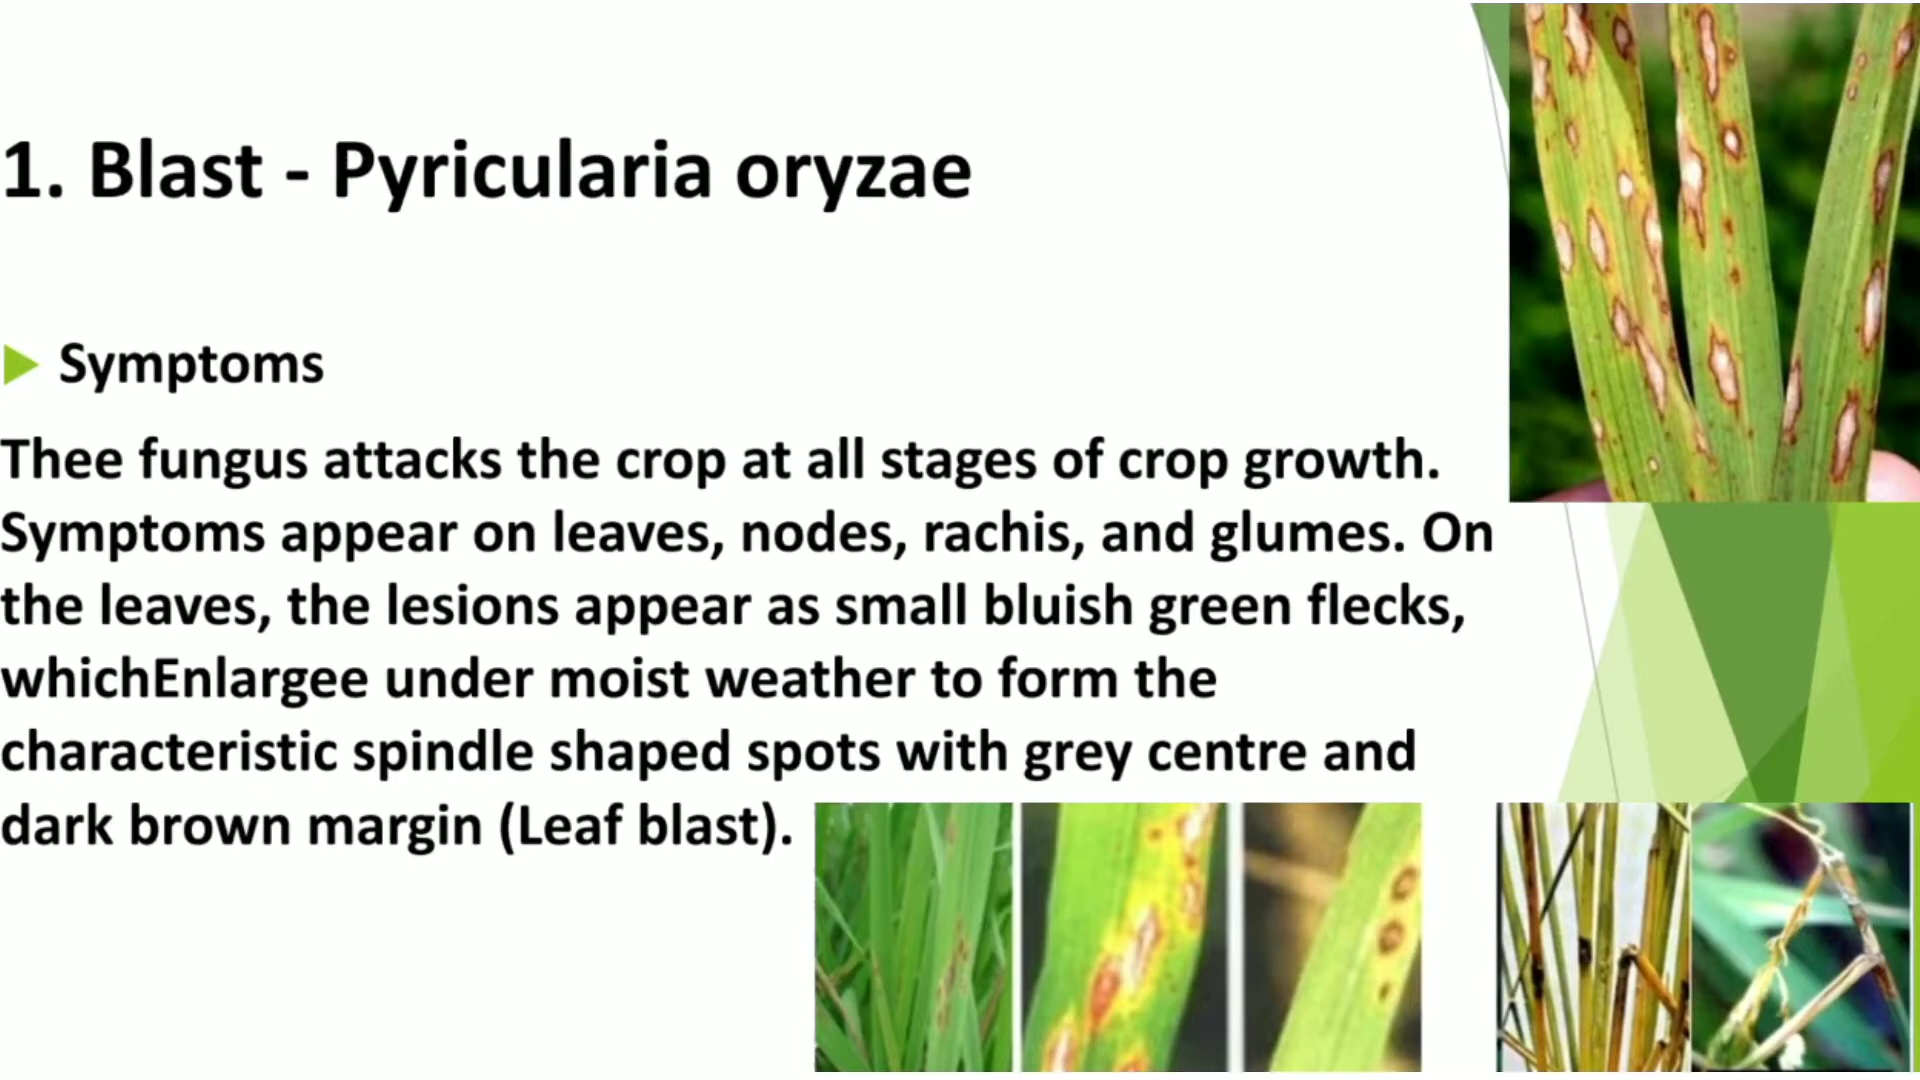 1. Blast - Pyricularia oryzae
Symptoms
Thee fungus attacks the crop at all stages of crop growth.
Symptoms appear on leaves, nodes, rachis, and glumes. On
the leaves, the lesions appear as small bluish green flecks,
whichEnlargee under moist weather to form the
characteristic spindle shaped spots with grey centre and
dark brown margin (Leaf blast).